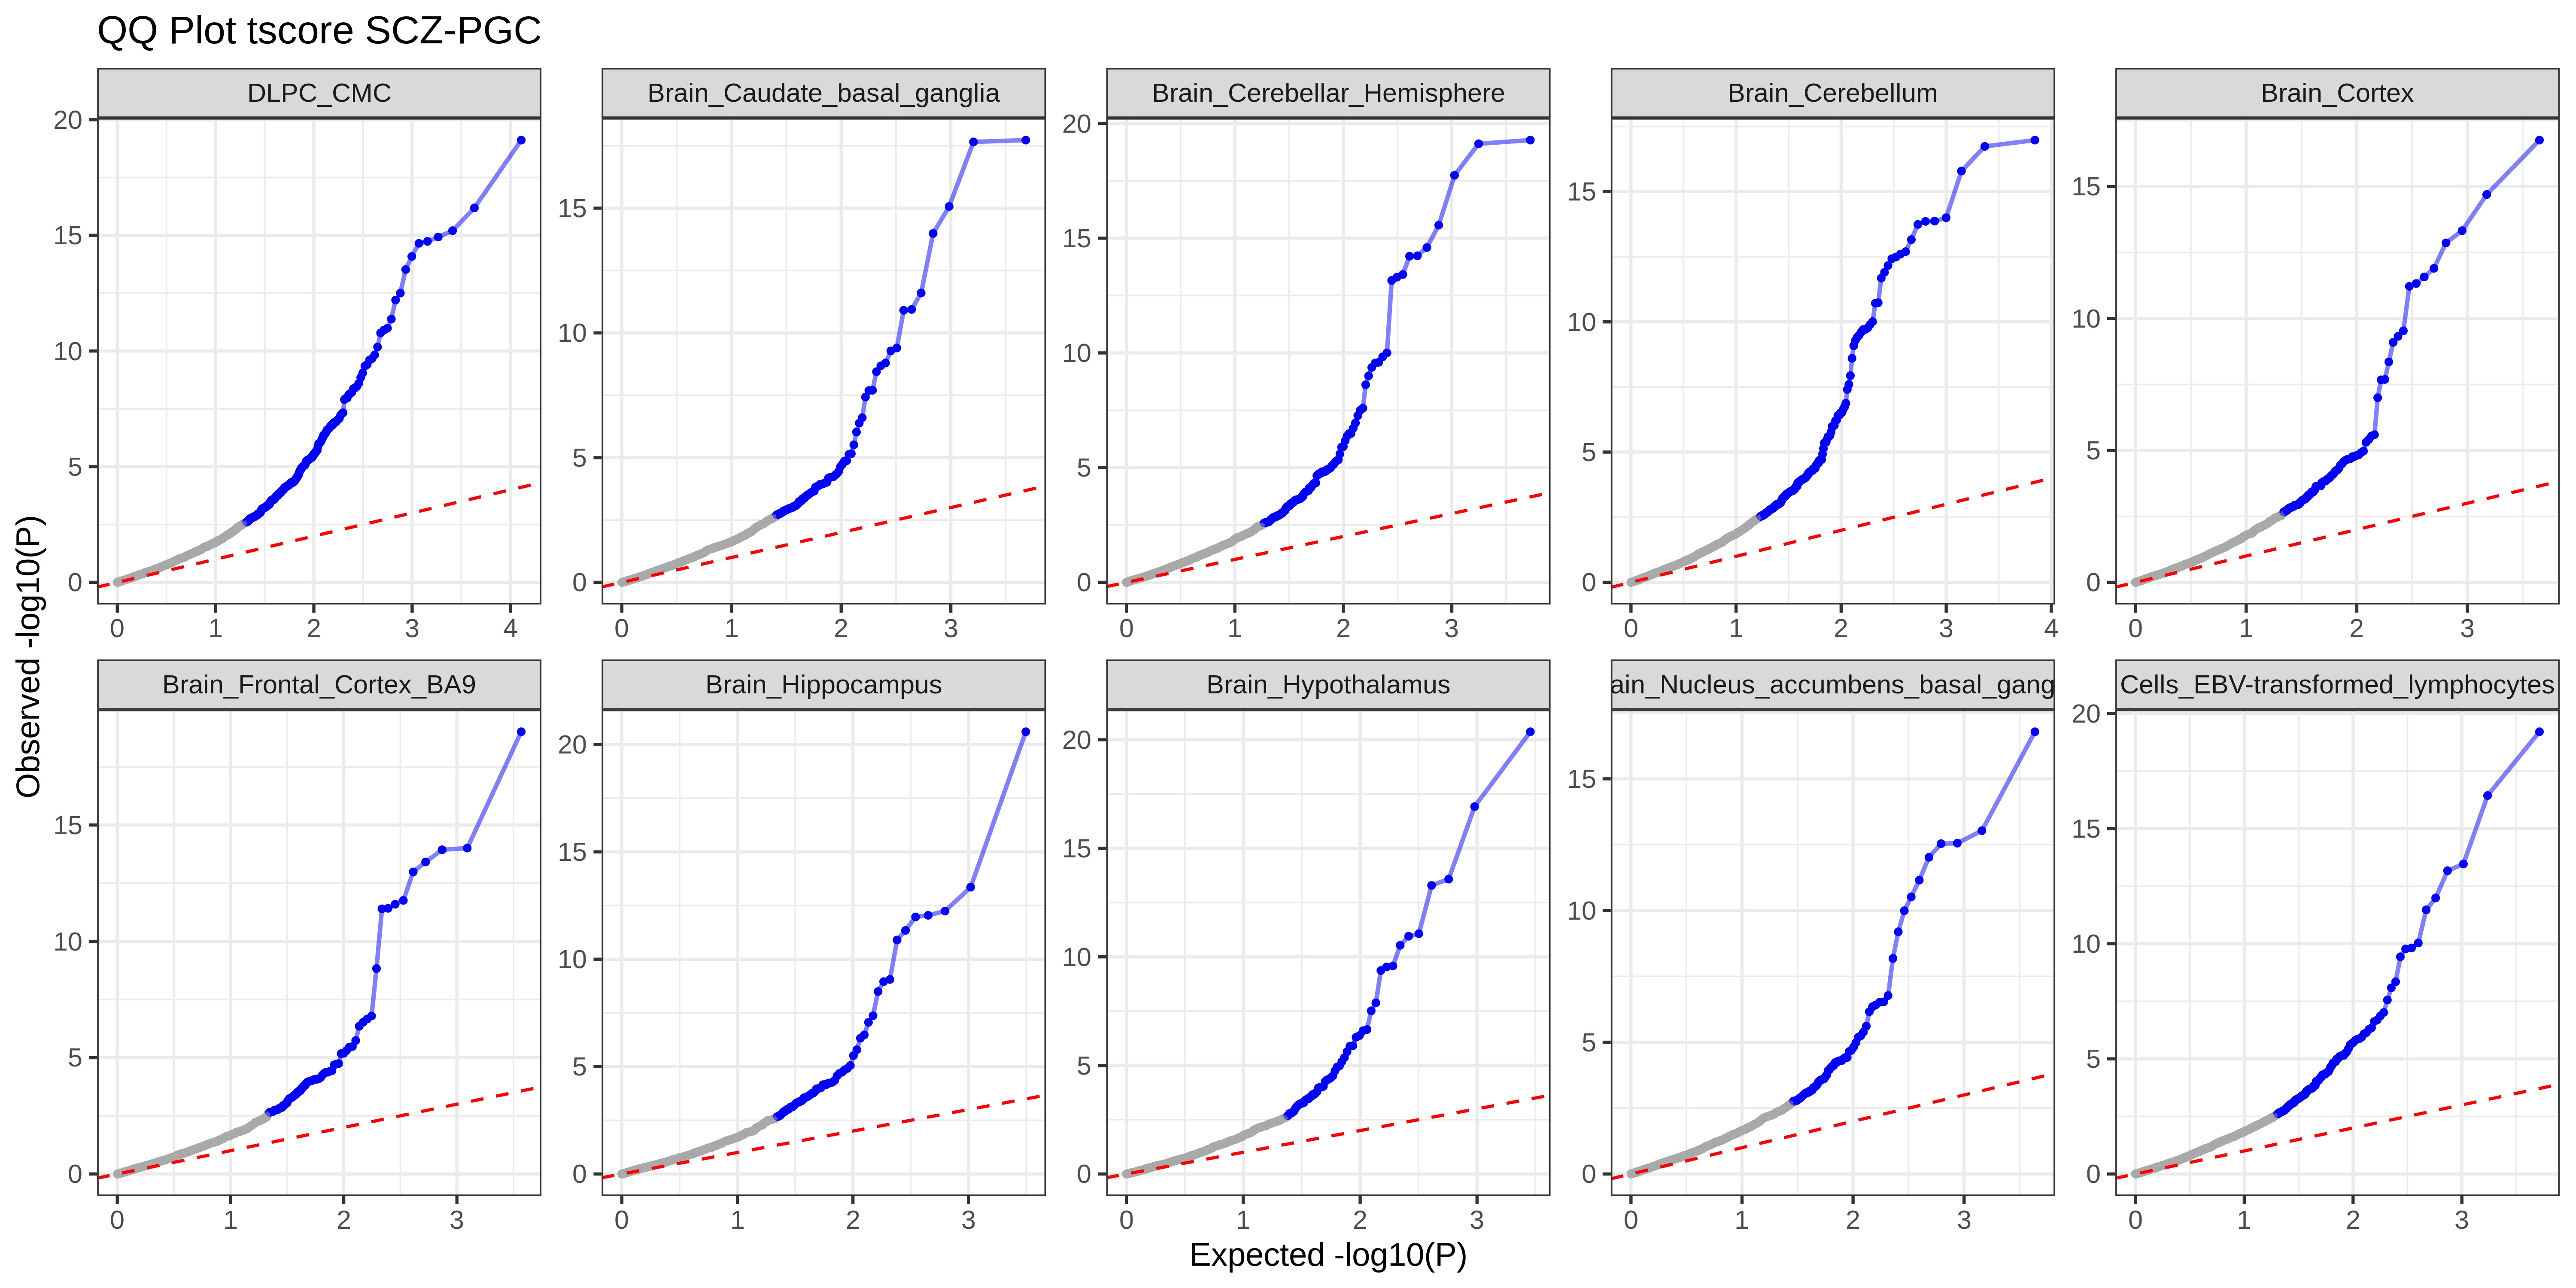 QQ Plot tscore SCZ-PGC
DLPC_CMC
Brain_Caudate_basal_ganglia
Brain_Cerebellar_Hemisphere
Brain_Cerebellum
Brain_Cortex
20
15
10
5
0
15
10
5
0
20
15
10
5
0
15
10
5
0
15
10
5
0
0 1 2 3 4
0 1 2 3
0 1 2 3
0 1 2 3 4
0 1 2 3
Observed -log10(P)
Brain_Frontal_Cortex_BA9
Brain_Hippocampus
Brain_Hypothalamus
ain_Nucleus_accumbens_basal_gang
Cells_EBV-transformed_lymphocytes
15
10
5
0
20
15
10
5
0
20
15
10
5
0
15
10
5
0
20
15
10
5
0
0 1 2 3
0 1 2 3
0 1 2 3
0 1 2 3
0 1 2 3
Expected -log10(P)